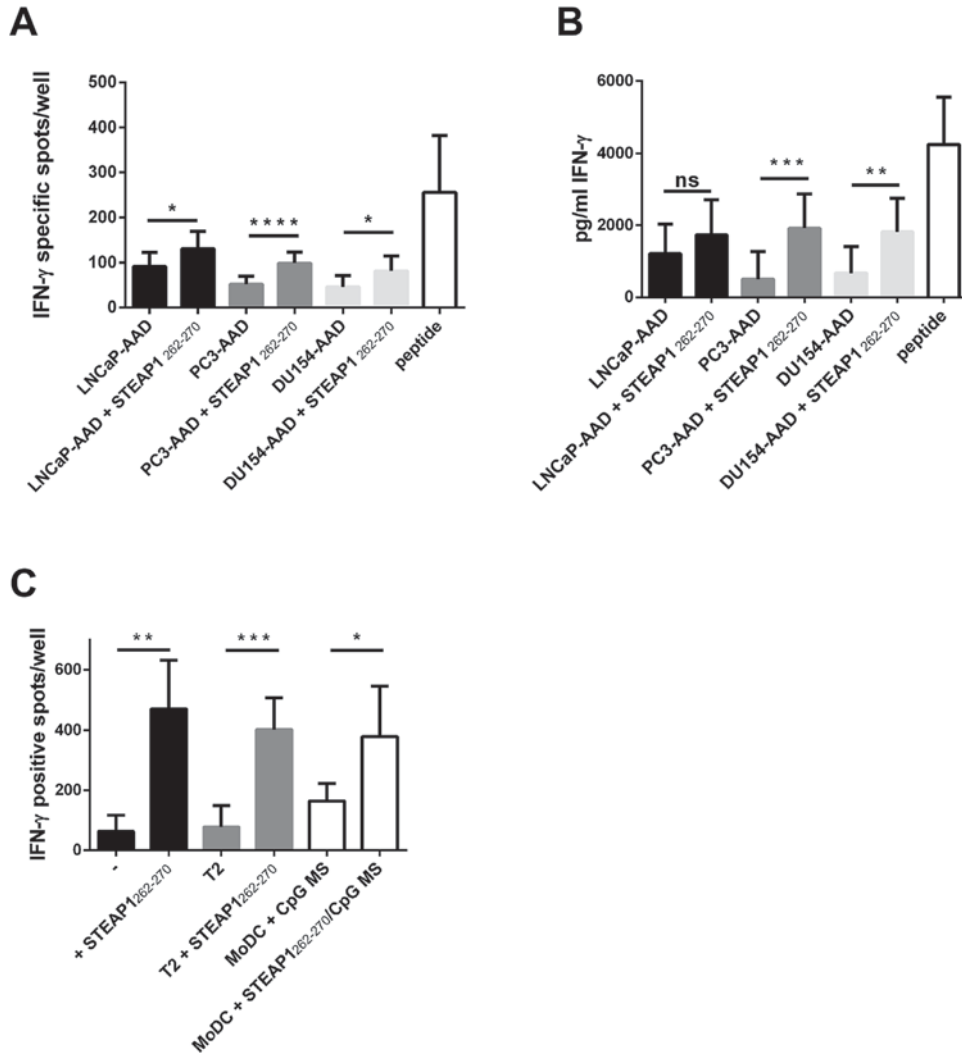 A
IFN-γ specific spots/well
500
400
300
200
100
0
*
****
*
LNCaP-AAD
LNCaP-AAD + STEAP1 262-270
PC3-AAD
PC3-AAD + STEAP1 262-270
DU154-AAD
DU154-AAD + STEAP1 262-270
peptide
B
pg/ml IFN-γ
6000
4000
2000
0
ns
***
**
LNCaP-AAD
LNCaP-AAD + STEAP1 262-270
PC3-AAD
PC3-AAD + STEAP1 262-270
DU154-AAD
DU154-AAD + STEAP1 262-270
peptide
C
IFN-γ positive spots/well
600
400
200
0
**
***
*
-
+ STEAP1262-270
T2
T2 + STEAP1262-270
MoDC + CpG MS
MoDC + STEAP1262-270/CpG MS